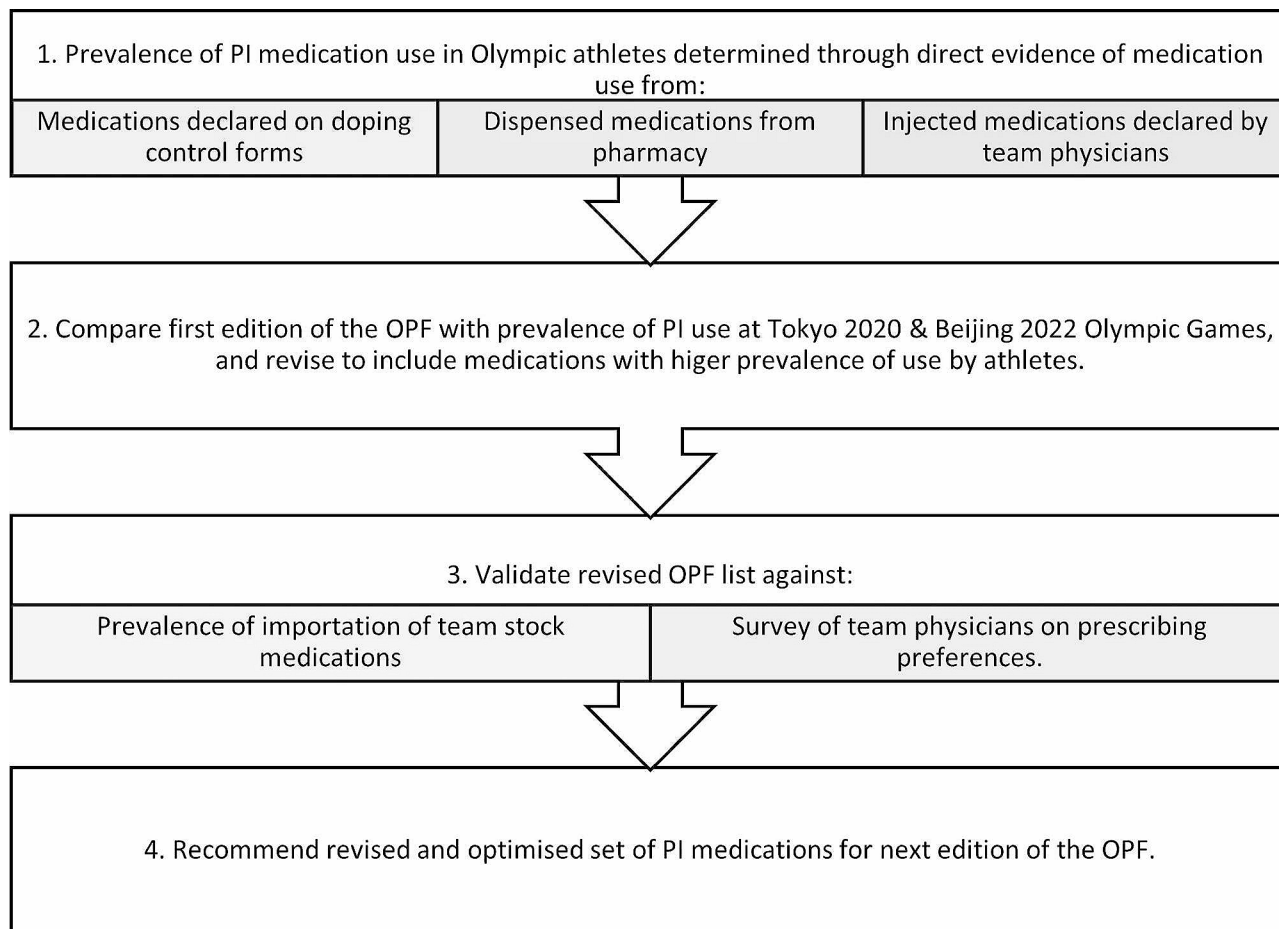 1. Prevalence of PI medication use in Olympic athletes determined through direct evidence of medication
use from:
Medications declared on doping
control forms
Dispensed medications from
pharmacy
Injected medications declared by
team physicians
2. Compare first edition of the OPF with prevalence of PI use at Tokyo 2020 & Beijing 2022 Olympic Games,
and revise to include medications with higer prevalence of use by athletes.
3. Validate revised OPF list against:
Prevalence of importation of team stock
medications
Survey of team physicians on prescribing
preferences.
4. Recommend revised and optimised set of PI medications for next edition of the OPF.